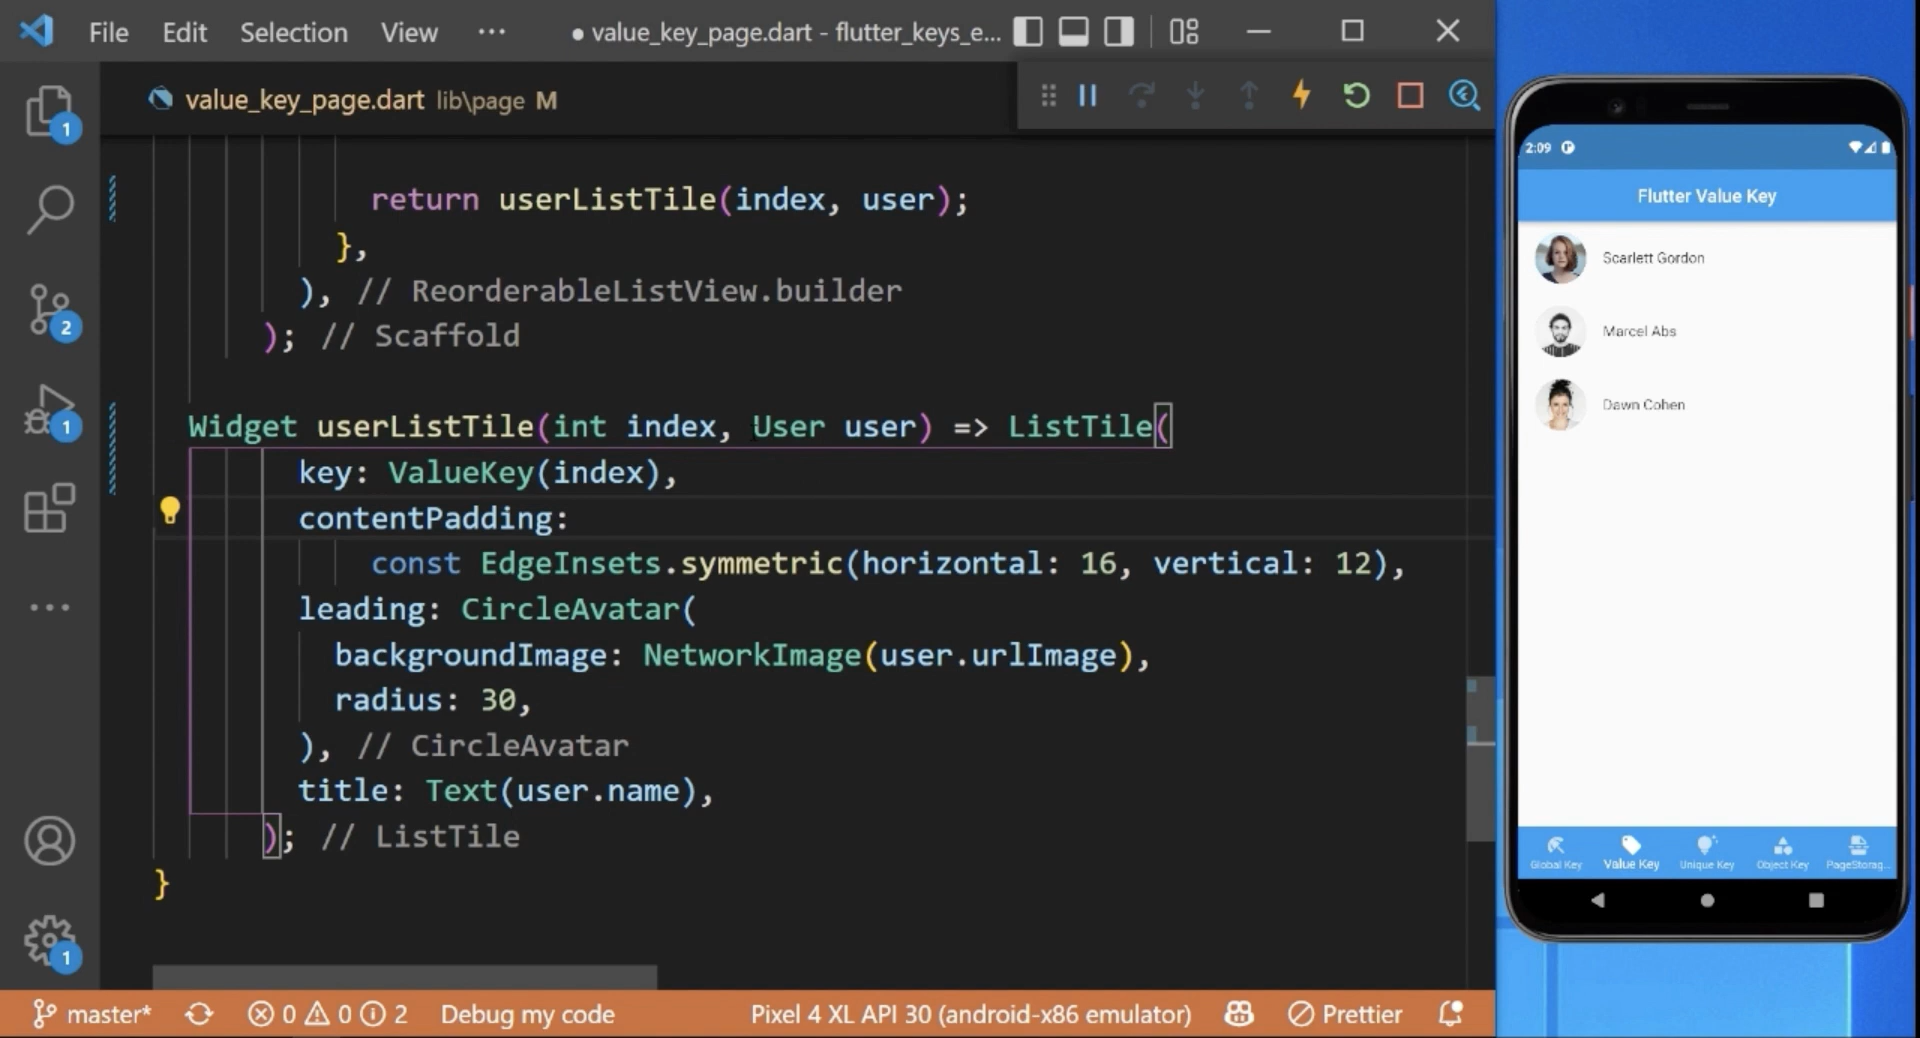 File Edit Selection View ···
● value_key_page.dart - flutter_keys_e...
value_key_page.dart lib\page M
return userListTile(index, user);
},
), // ReorderableListView.builder
); // Scaffold
Widget userListTile(int index, User user) => ListTile(
key: ValueKey(index),
contentPadding:
const EdgeInsets.symmetric(horizontal: 16, vertical: 12),
leading: CircleAvatar(
backgroundImage: NetworkImage(user.urlImage),
radius: 30,
), // CircleAvatar
title: Text(user.name),
); // ListTile
}
1
2
1
1
master* 0 0 2 Debug my code Pixel 4 XL API 30 (android-x86 emulator) Prettier
2:09
Flutter Value Key
Scarlett Gordon
Marcel Abs
Dawn Cohen
Global Key Value Key Unique Key Object Key PageStorag...